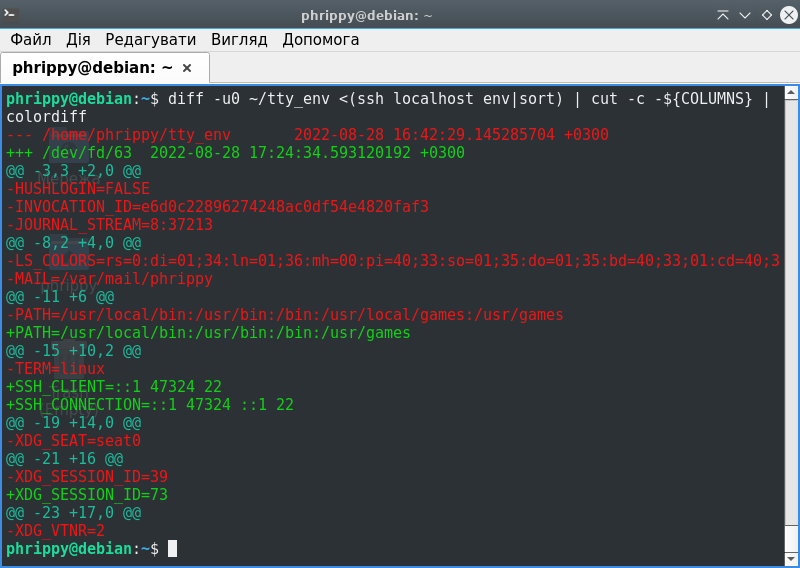 phrippy@debian: ~
Файл Дія Редагувати Вигляд Допомога
phrippy@debian: ~ ×
phrippy@debian:~$ diff -u0 ~/tty_env <(ssh localhost env|sort) | cut -c -${COLUMNS} |
colordiff
--- /home/phrippy/tty_env 2022-08-28 16:42:29.145285704 +0300
+++ /dev/fd/63 2022-08-28 17:24:34.593120192 +0300
@@ -3,3 +2,0 @@
-HUSHLOGIN=FALSE
-INVOCATION_ID=e6d0c22896274248ac0df54e4820faf3
-JOURNAL_STREAM=8:37213
@@ -8,2 +4,0 @@
-LS_COLORS=rs=0:di=01;34:ln=01;36:mh=00:pi=40;33:so=01;35:do=01;35:bd=40;33;01:cd=40;3
-MAIL=/var/mail/phrippy
@@ -11 +6 @@
-PATH=/usr/local/bin:/usr/bin:/bin:/usr/local/games:/usr/games
+PATH=/usr/local/bin:/usr/bin:/bin:/usr/games
@@ -15 +10,2 @@
-TERM=linux
+SSH_CLIENT=::1 47324 22
+SSH_CONNECTION=::1 47324 ::1 22
@@ -19 +14,0 @@
-XDG_SEAT=seat0
@@ -21 +16 @@
-XDG_SESSION_ID=39
+XDG_SESSION_ID=73
@@ -23 +17,0 @@
-XDG_VTNR=2
phrippy@debian:~$